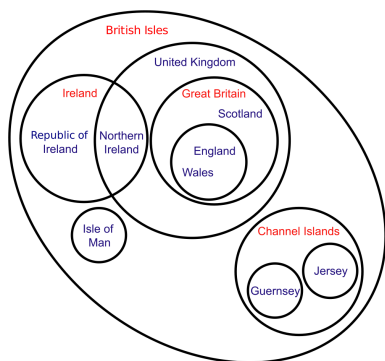 British Isles
United Kingdom
Ireland
Great Britain
Scotland
Republic of
Ireland
Northern
Ireland
England
Wales
Isle of
Man
Channel Islands
Jersey
Guernsey